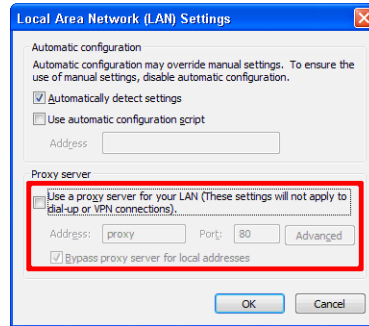 Local Area Network (LAN) Settings
Automatic configuration
Automatic configuration may override manual settings. To ensure the
use of manual settings, disable automatic configuration.
Automatically detect settings
Use automatic configuration script
Address
Proxy server
Use a proxy server for your LAN (These settings will not apply to
dial-up or VPN connections).
Address: proxy Port: 80 Advanced
Bypass proxy server for local addresses
OK Cancel